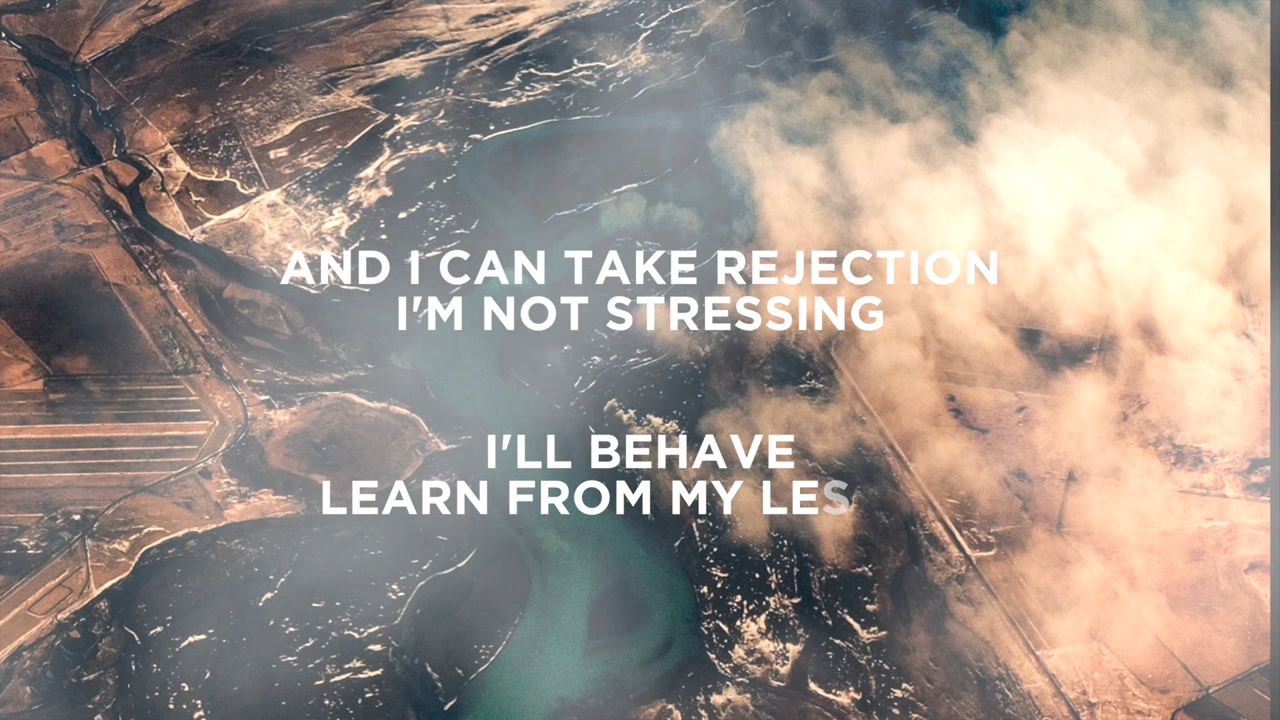 AND I CAN TAKE REJECTION
I'M NOT STRESSING
I'LL BEHAVE
LEARN FROM MY LES